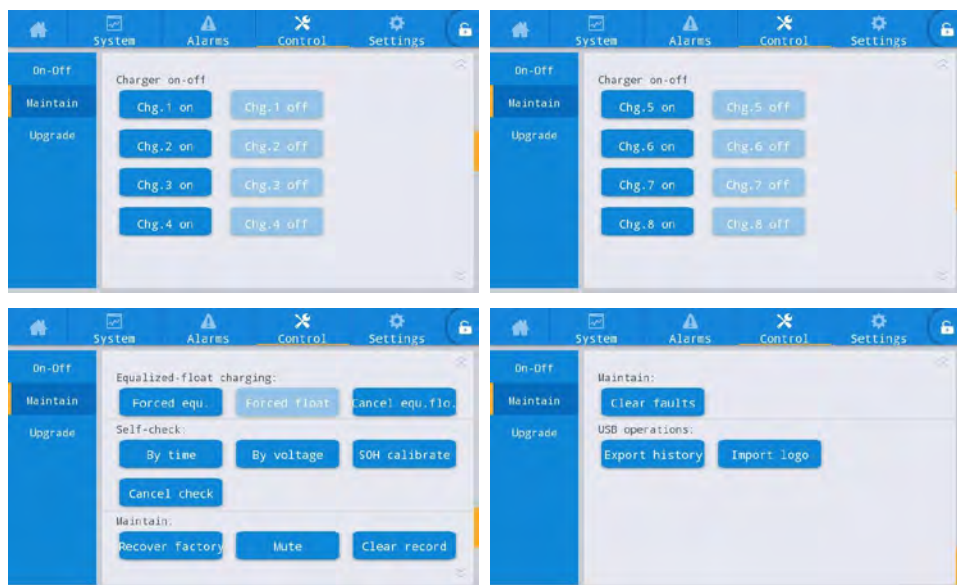 System Alarms Control Settings
On-Off
Maintain
Upgrade
Charger on-off
Chg.1 on Chg.1 off
Chg.2 on Chg.2 off
Chg.3 on Chg.3 off
Chg.4 on Chg.4 off
System Alarms Control Settings
On-Off
Maintain
Upgrade
Charger on-off
Chg.5 on Chg.5 off
Chg.6 on Chg.6 off
Chg.7 on Chg.7 off
Chg.8 on Chg.8 off
System Alarms Control Settings
On-Off
Maintain
Upgrade
Equalized-float charging:
Forced equ. Forced float Cancel equ.flo.
Self-check:
By time By voltage SOH calibrate
Cancel check
Maintain:
Recover factory Mute Clear record
System Alarms Control Settings
On-Off
Maintain
Upgrade
Maintain:
Clear faults
USB operations:
Export history Import logo